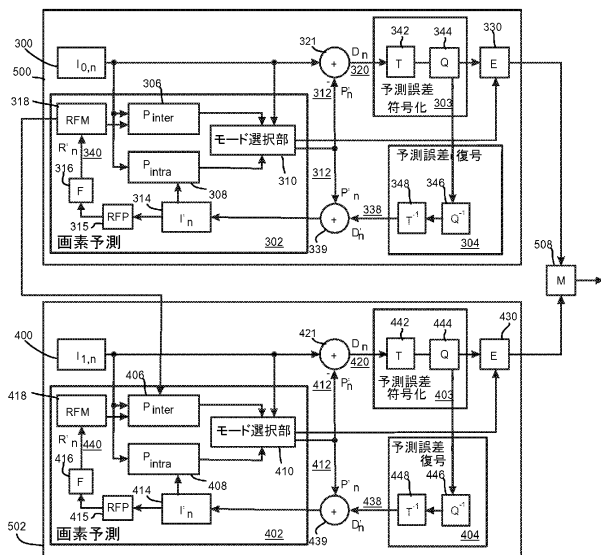 300
I0,n
500
318
RFM
306
Pinter
モード選択部
310
Pintra
308
R'n
340
316
F
315
RFP
314
I'n
画素予測
302
321
+
Dn
320
312
P'n
-
312
342
T
344
Q
予測誤差
符号化
303
330
E
予測誤差・復号
348
T-1
346
Q-1
304
P'n
338
D'n
+
339
508
M
400
I1,n
418
RFM
406
Pinter
モード選択部
410
Pintra
408
R'n
440
416
F
415
RFP
414
I'n
画素予測
402
502
421
+
Dn
420
412
P'n
-
412
442
T
444
Q
予測誤差
符号化
403
430
E
予測誤差
復号
448
T-1
446
Q-1
404
P'n
438
D'n
+
439